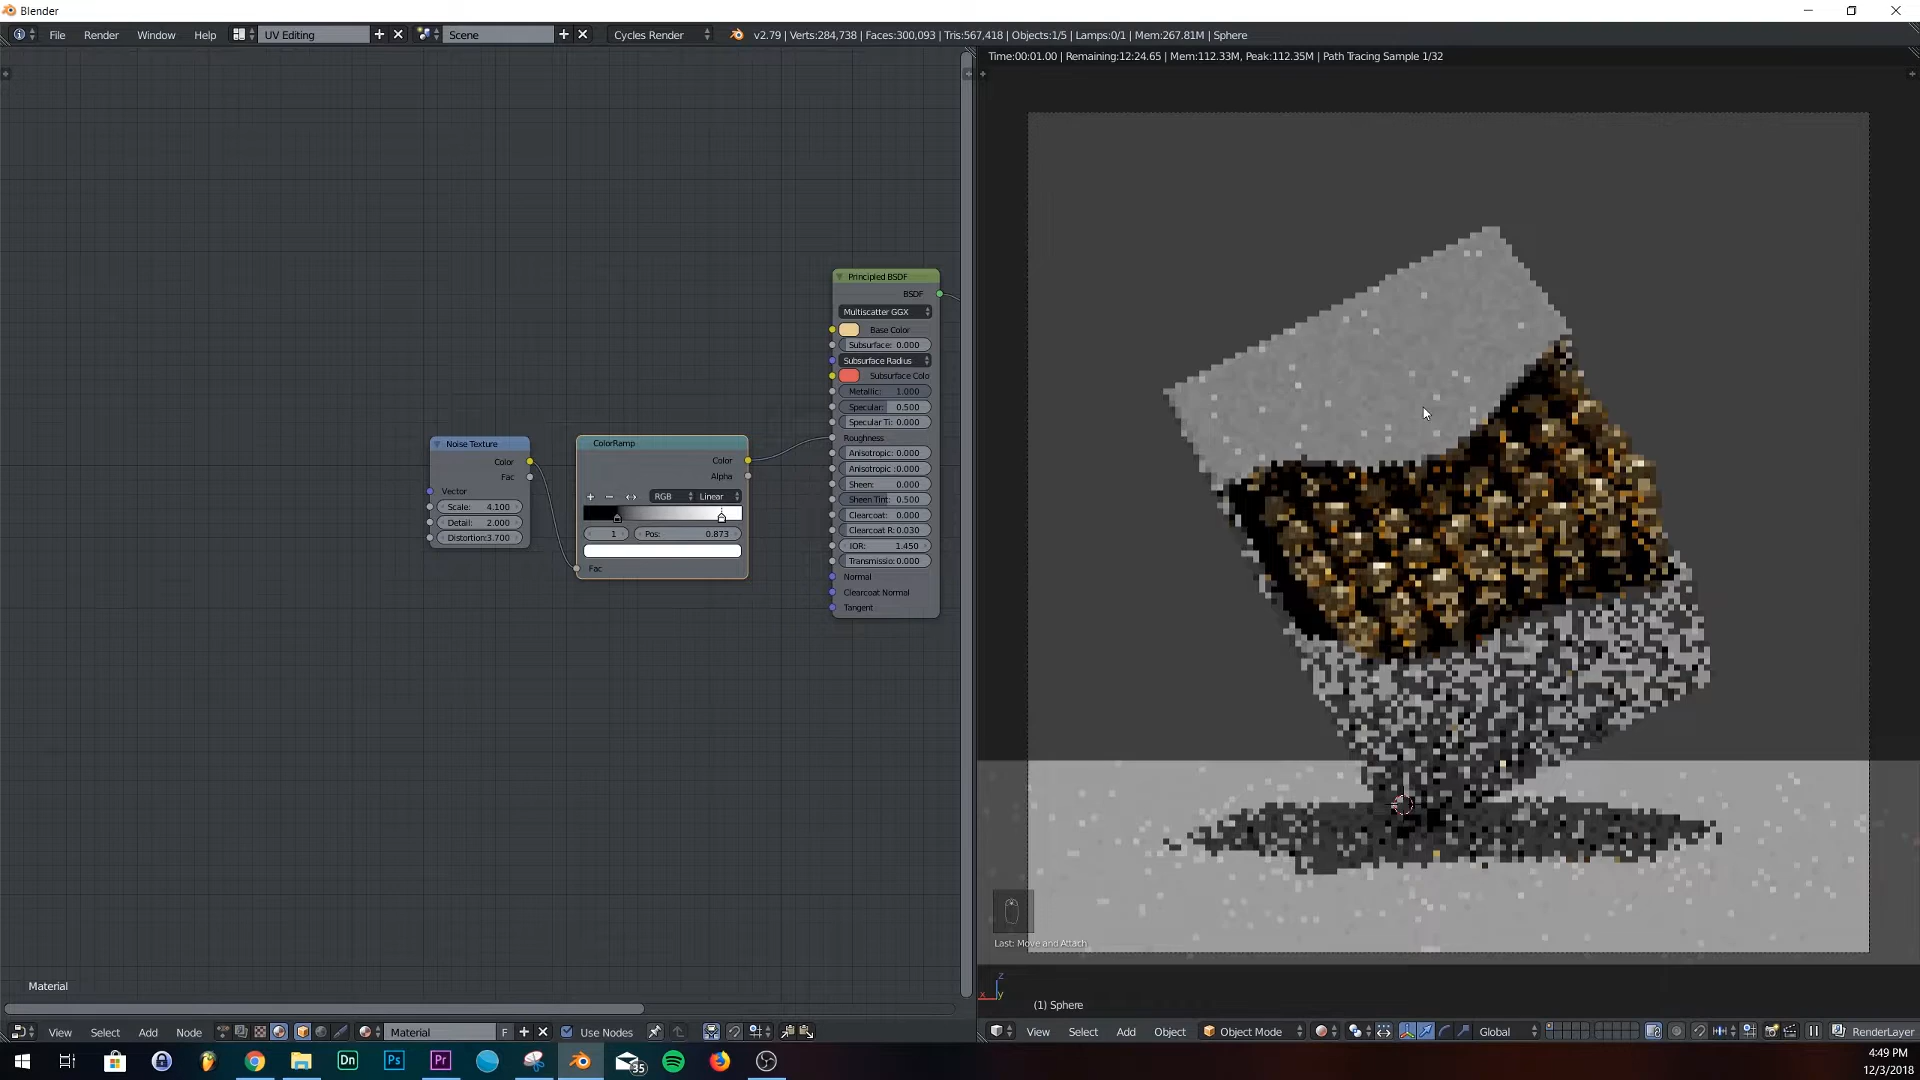 Blender
File Render Window Help UV Editing Scene Cycles Render v2.79 | Verts:284,738 | Faces:300,093 | Tris:567,418 | Objects:1/5 | Lamps:0/1 | Mem:267.81M | Sphere
Time:00:01.00 | Remaining:12:24.65 | Mem:112.33M, Peak:112.35M | Path Tracing Sample 1/32
Principled BSDF
BSDF
Multiscatter GGX
Base Color
Subsurface: 0.000
Subsurface Radius
Subsurface Colo
Metallic: 1.000
Specular: 0.500
Specular Ti: 0.000
Roughness
Anisotropic: 0.000
Anisotropic :0.000
Sheen: 0.000
Sheen Tint: 0.500
Clearcoat: 0.000
Clearcoat R: 0.030
IOR: 1.450
Transmissio: 0.000
Normal
Clearcoat Normal
Tangent
Noise Texture
Color
Fac
Vector
Scale: 4.100
Detail: 2.000
Distortion:3.700
ColorRamp
Color
Alpha
RGB Linear
1 Pos: 0.873
Fac
Last: Move and Attach
Material
z
x y
(1) Sphere
View Select Add Node Material F Use Nodes
View Select Add Object Object Mode Global RenderLayer
Dn Ps Pr 35
4:49 PM
12/3/2018